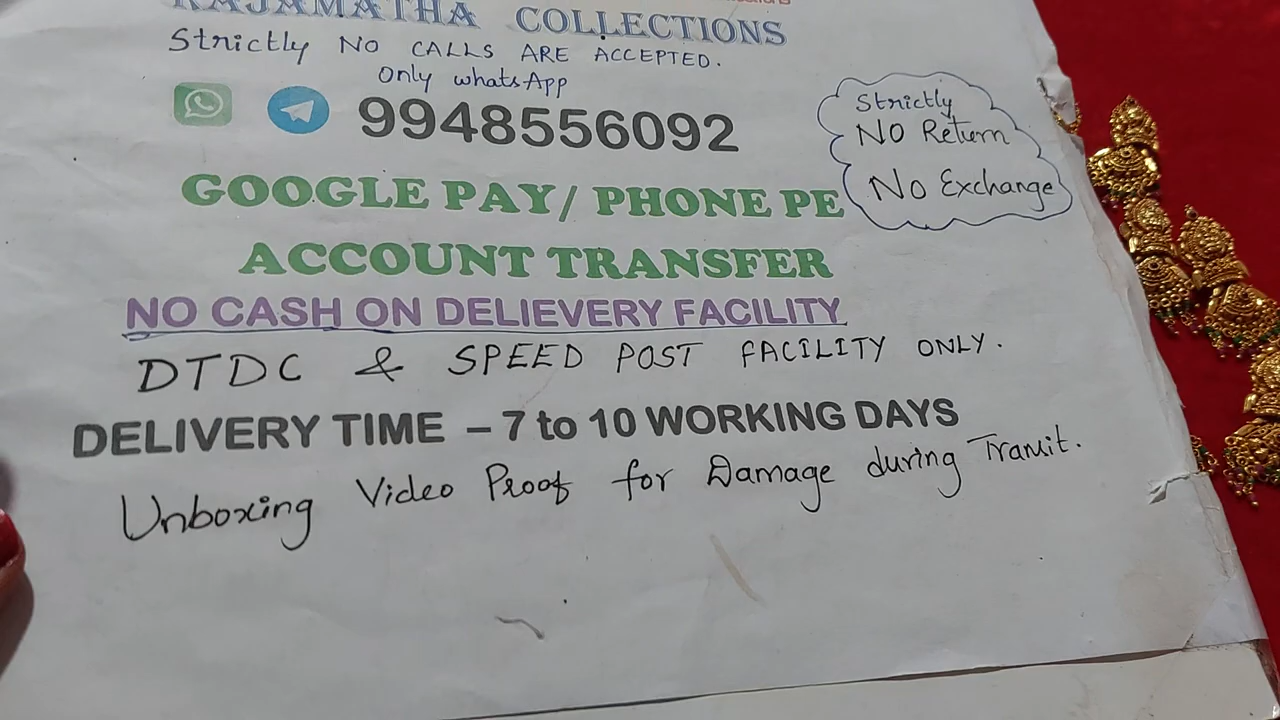 RAJAMATHA COLLECTIONS
Strictly NO CALLS ARE ACCEPTED.
Only whatsApp
9948556092
Strictly
NO Return
No Exchange
GOOGLE PAY/ PHONE PE
ACCOUNT TRANSFER
NO CASH ON DELIEVERY FACILITY
DTDC & SPEED POST FACILITY ONLY.
DELIVERY TIME – 7 to 10 WORKING DAYS
Unboxing Video Proof for Damage during Transit.